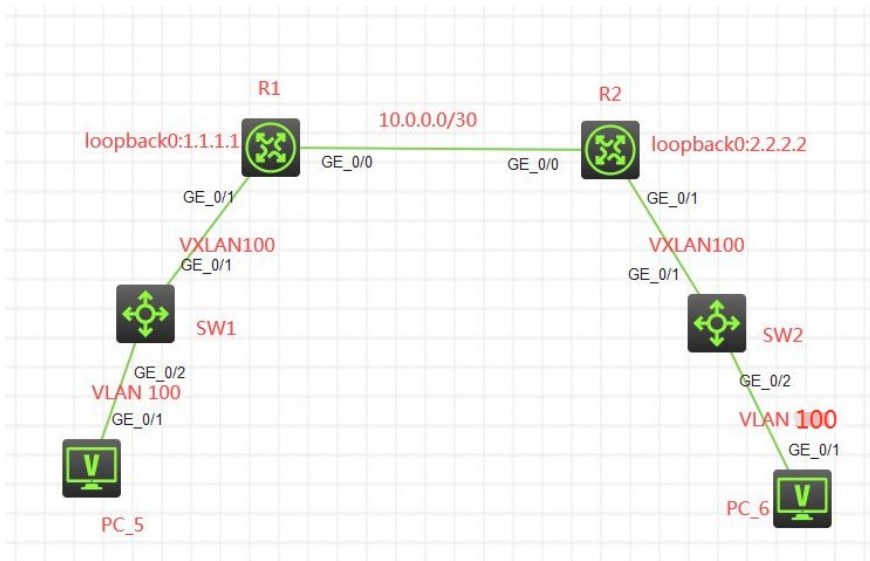 R1
R2
10.0.0.0/30
loopback0:1.1.1.1
loopback0:2.2.2.2
GE_0/0
GE_0/0
GE_0/1
GE_0/1
VXLAN100
VXLAN100
GE_0/1
GE_0/1
SW1
SW2
GE_0/2
GE_0/2
VLAN 100
VLAN 100
GE_0/1
GE_0/1
V
V
PC_5
PC_6